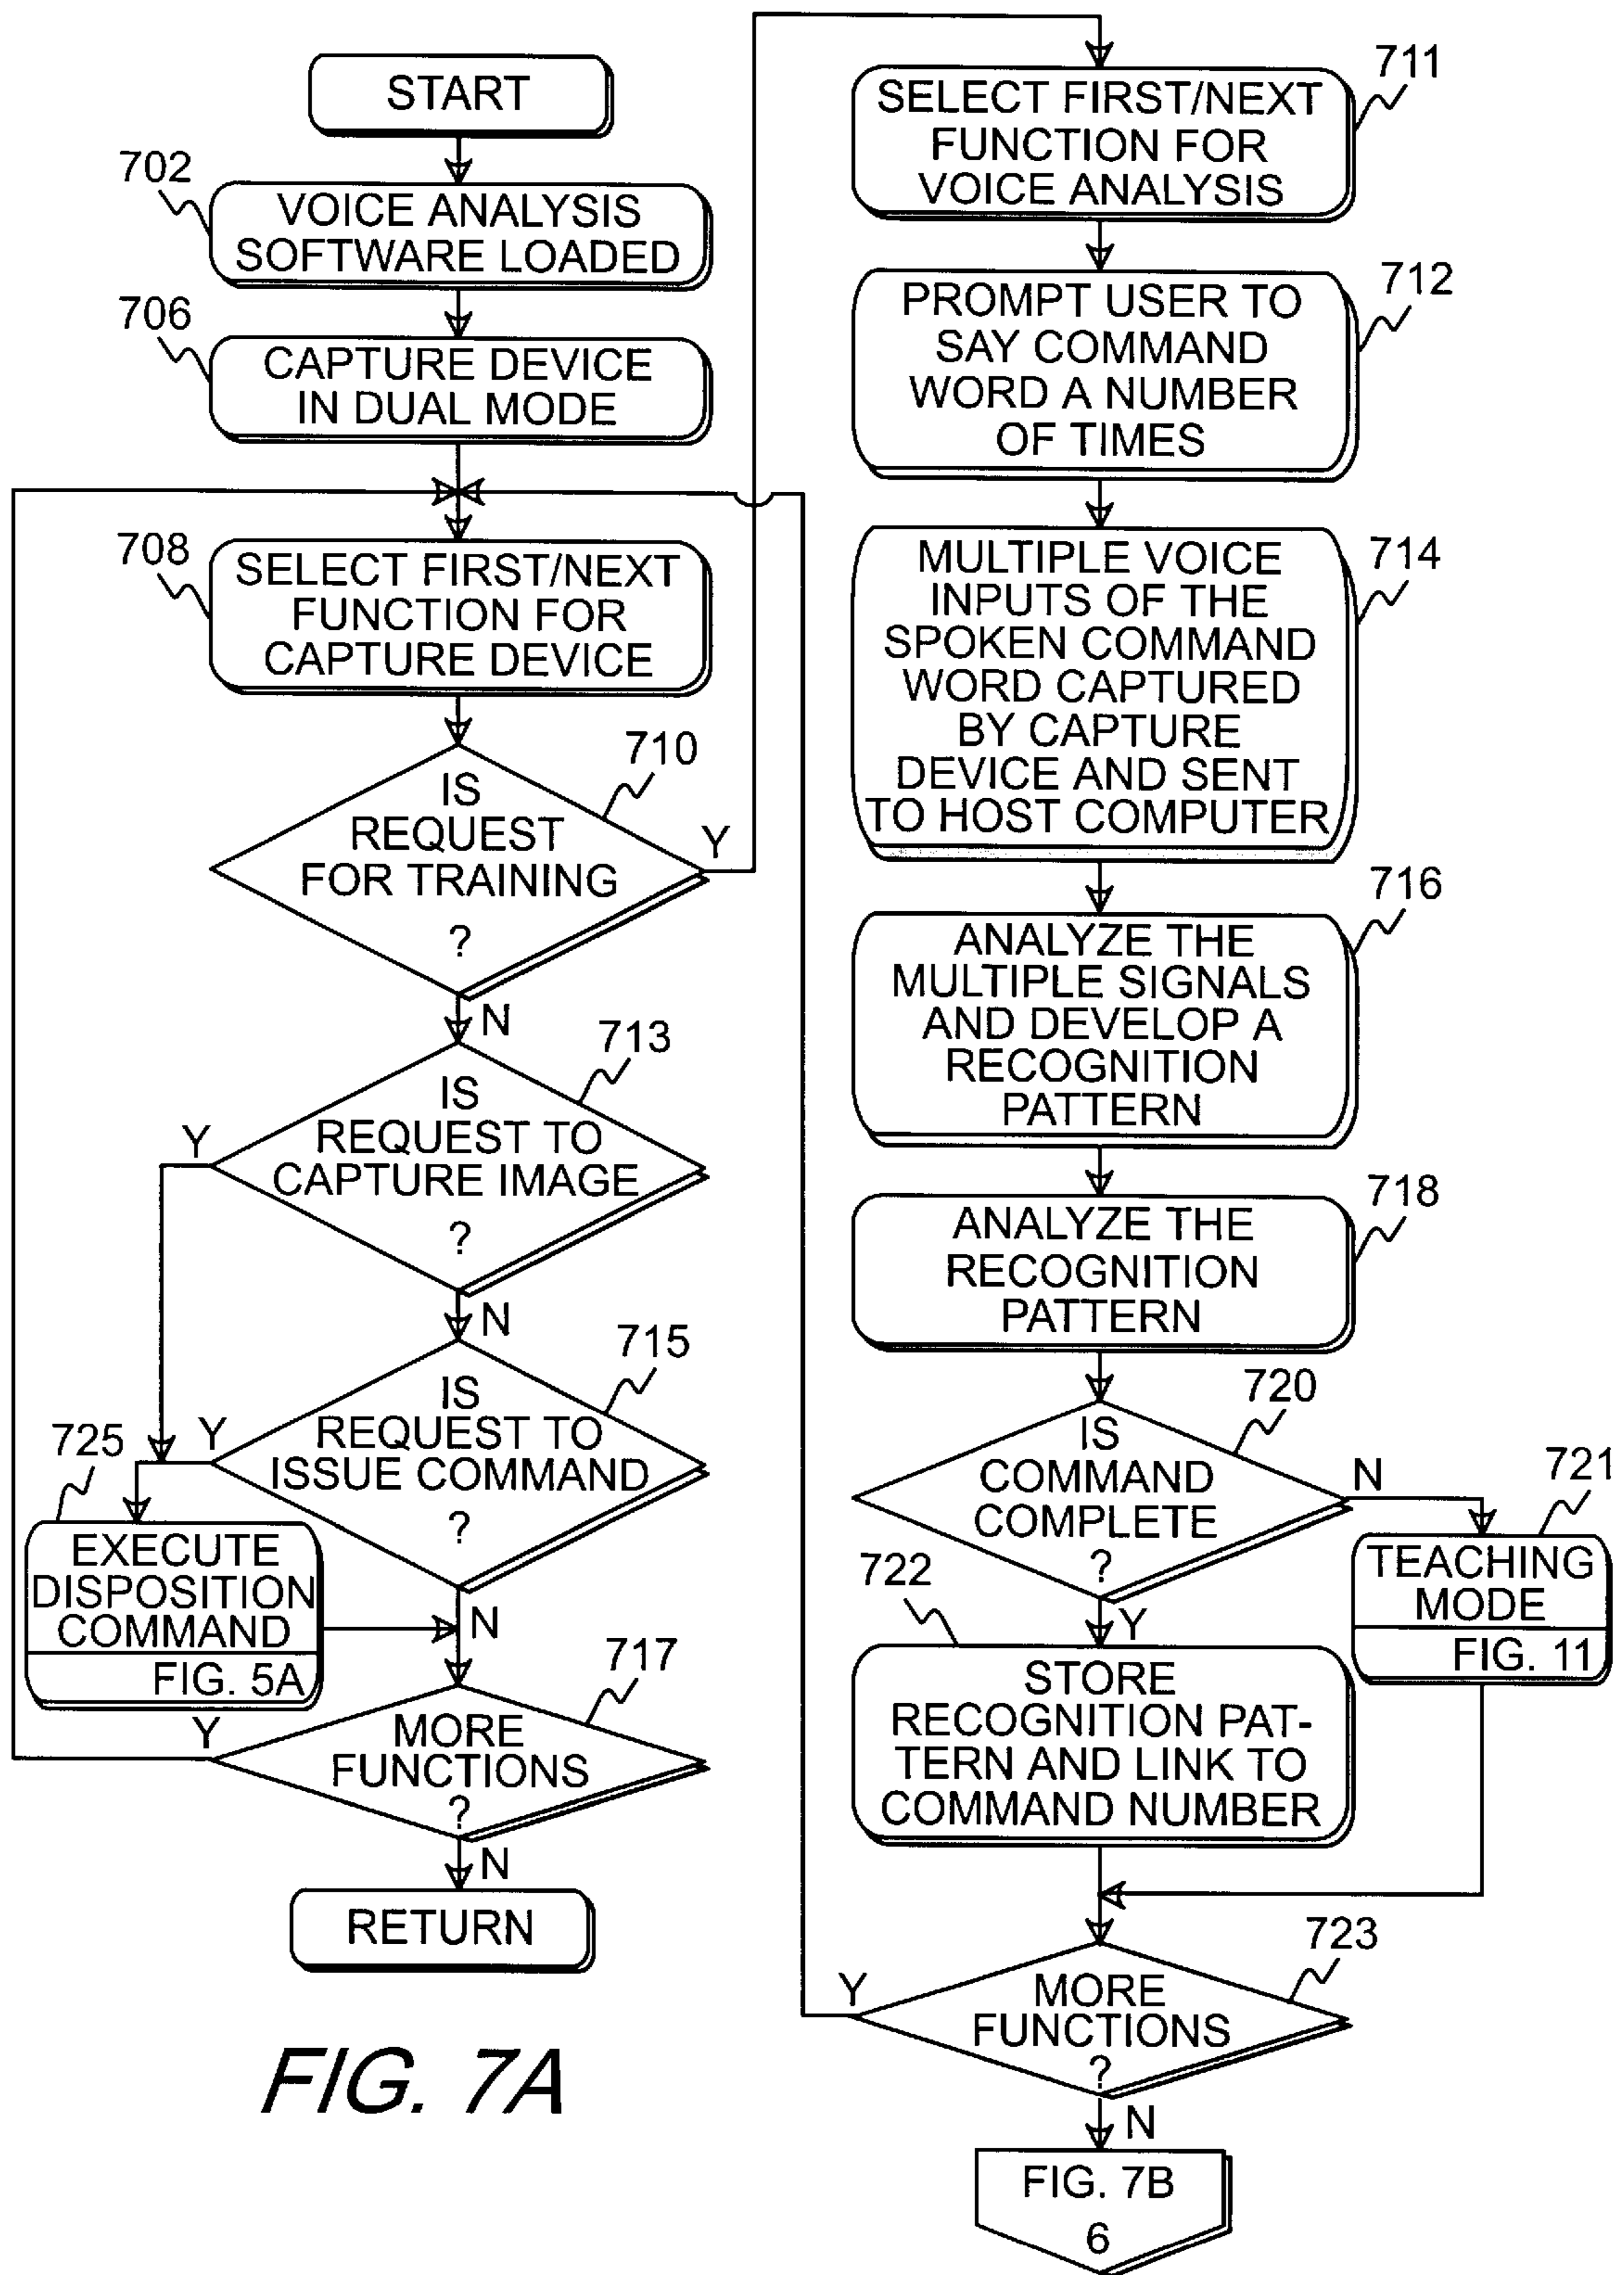 START
702
VOICE ANALYSIS
SOFTWARE LOADED
706
CAPTURE DEVICE
IN DUAL MODE
708
SELECT FIRST/NEXT
FUNCTION FOR
CAPTURE DEVICE
710
IS
REQUEST
FOR TRAINING
?
Y
N
713
IS
REQUEST TO
CAPTURE IMAGE
?
Y
N
715
IS
REQUEST TO
ISSUE COMMAND
?
Y
N
725
EXECUTE
DISPOSITION
COMMAND
FIG. 5A
717
MORE
FUNCTIONS
?
Y
N
RETURN
711
SELECT FIRST/NEXT
FUNCTION FOR
VOICE ANALYSIS
712
PROMPT USER TO
SAY COMMAND
WORD A NUMBER
OF TIMES
714
MULTIPLE VOICE
INPUTS OF THE
SPOKEN COMMAND
WORD CAPTURED
BY CAPTURE
DEVICE AND SENT
TO HOST COMPUTER
716
ANALYZE THE
MULTIPLE SIGNALS
AND DEVELOP A
RECOGNITION
PATTERN
718
ANALYZE THE
RECOGNITION
PATTERN
720
IS
COMMAND
COMPLETE
?
N
Y
721
TEACHING
MODE
FIG. 11
722
STORE
RECOGNITION PAT-
TERN AND LINK TO
COMMAND NUMBER
723
MORE
FUNCTIONS
?
Y
N
FIG. 7B
6
FIG. 7A